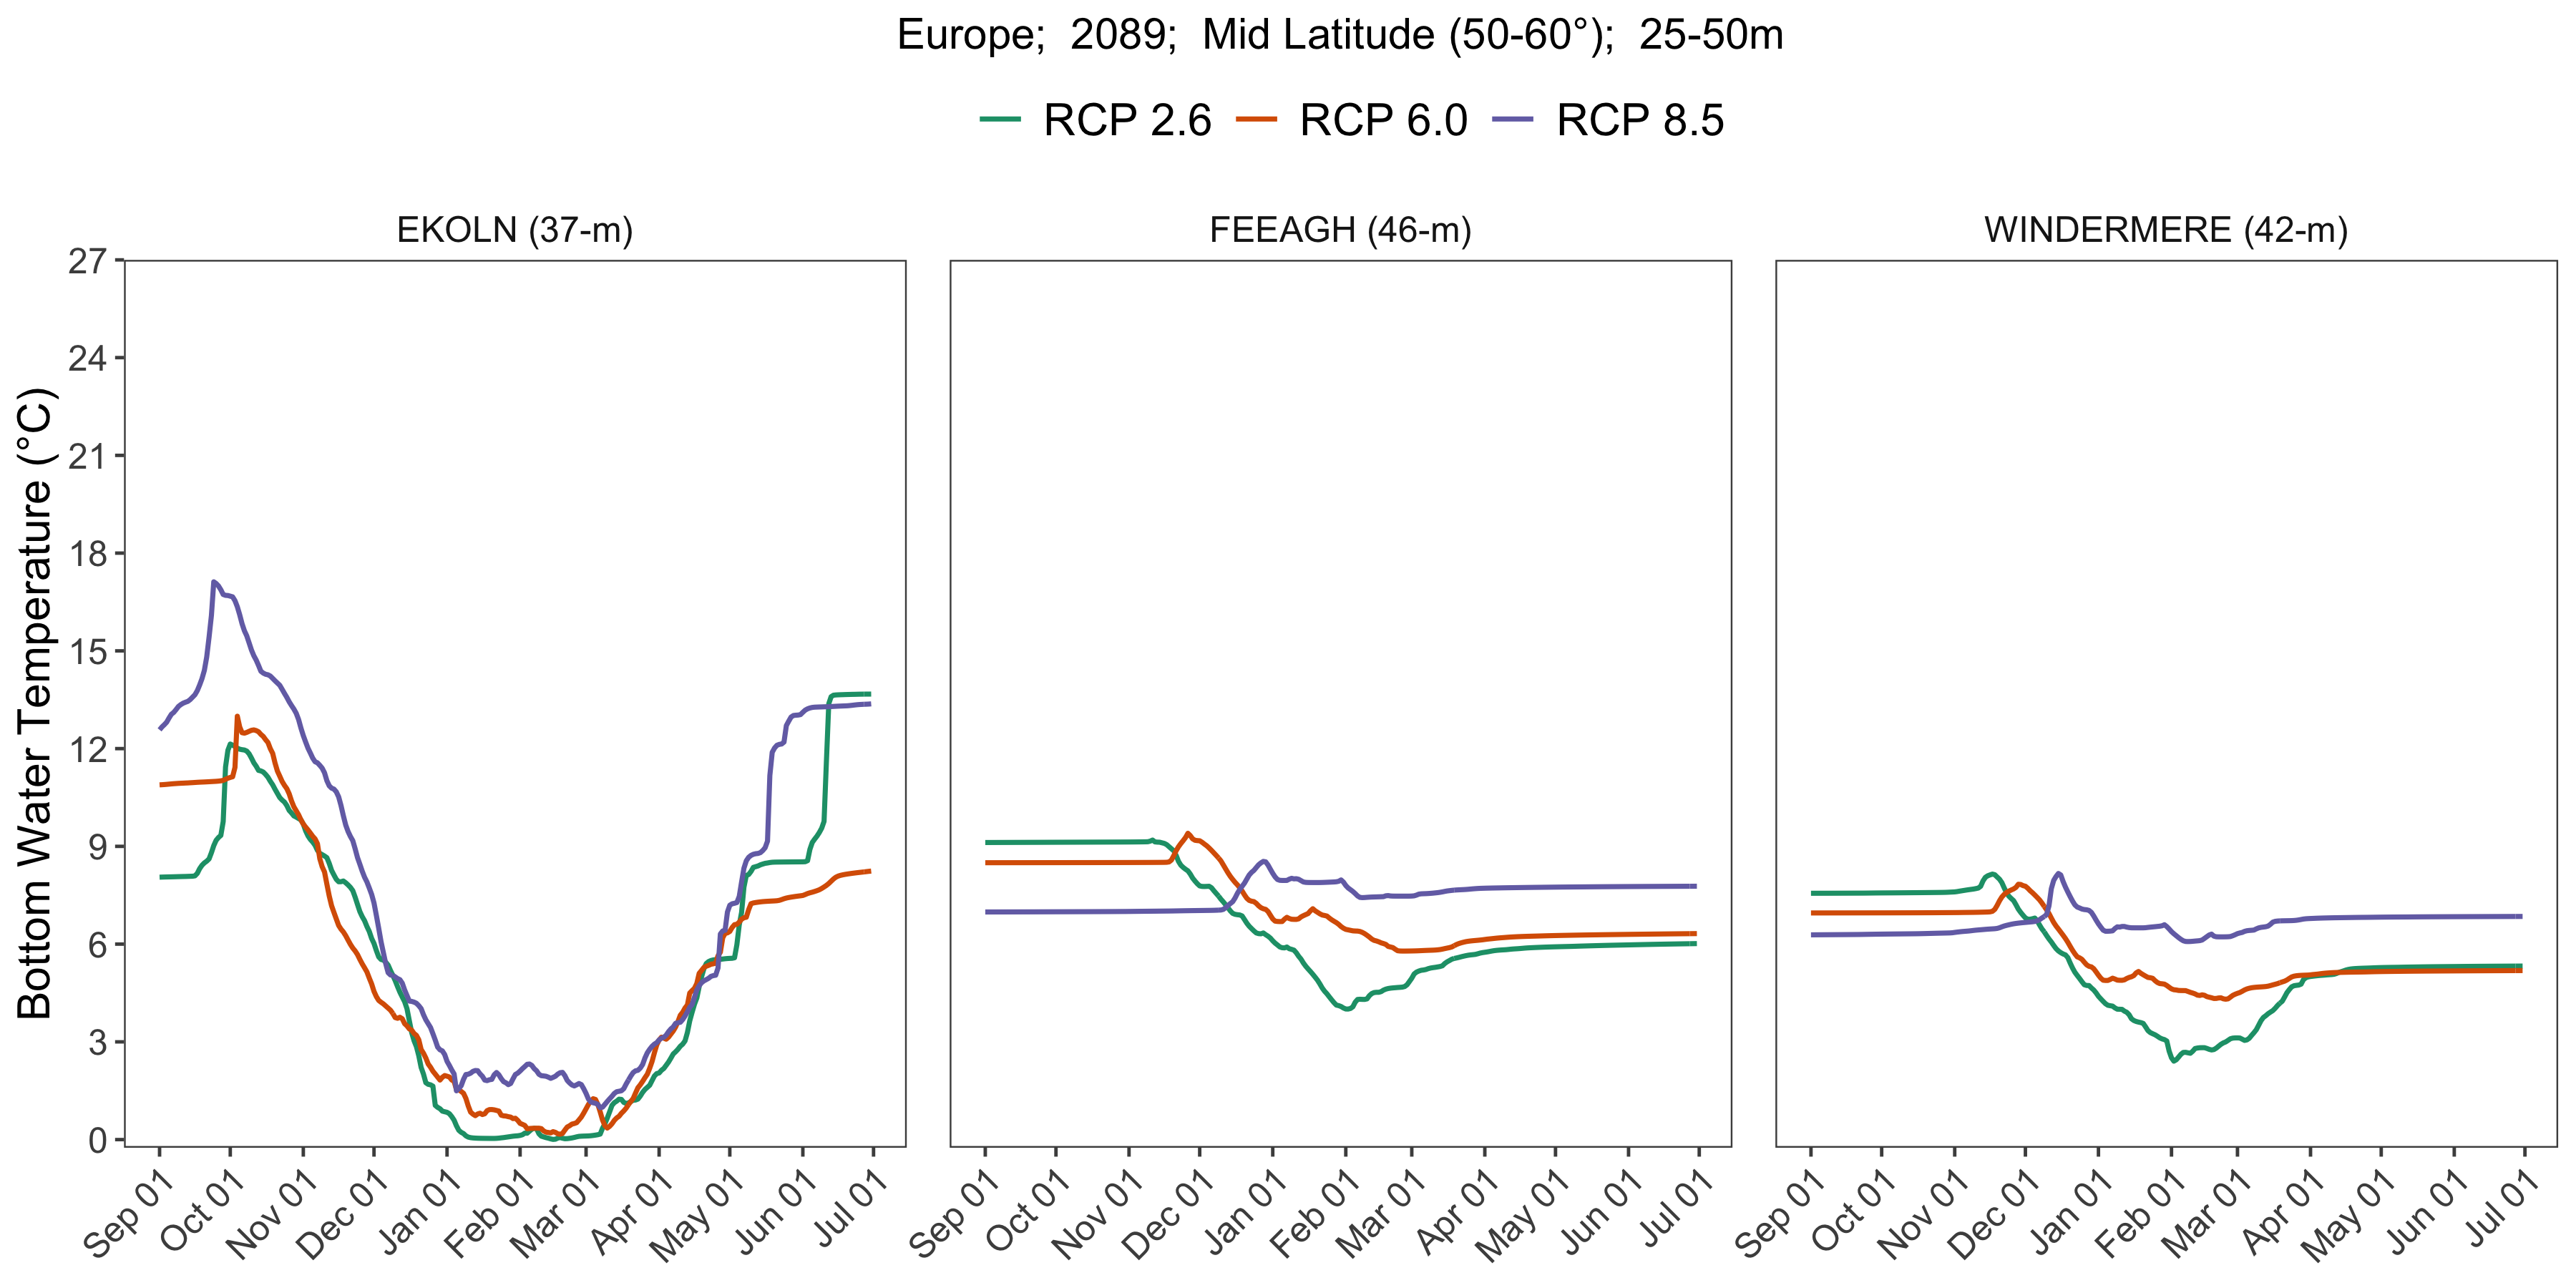 Europe;  2089;  Mid Latitude (50-60°);  25-50m
RCP 2.6 RCP 6.0 RCP 8.5
EKOLN (37-m) FEEAGH (46-m) WINDERMERE (42-m)
Bottom Water Temperature (°C)
27
24
21
18
15
12
9
6
3
0
Sep 01 Oct 01 Nov 01 Dec 01 Jan 01 Feb 01 Mar 01 Apr 01 May 01 Jun 01 Jul 01 Sep 01 Oct 01 Nov 01 Dec 01 Jan 01 Feb 01 Mar 01 Apr 01 May 01 Jun 01 Jul 01 Sep 01 Oct 01 Nov 01 Dec 01 Jan 01 Feb 01 Mar 01 Apr 01 May 01 Jun 01 Jul 01